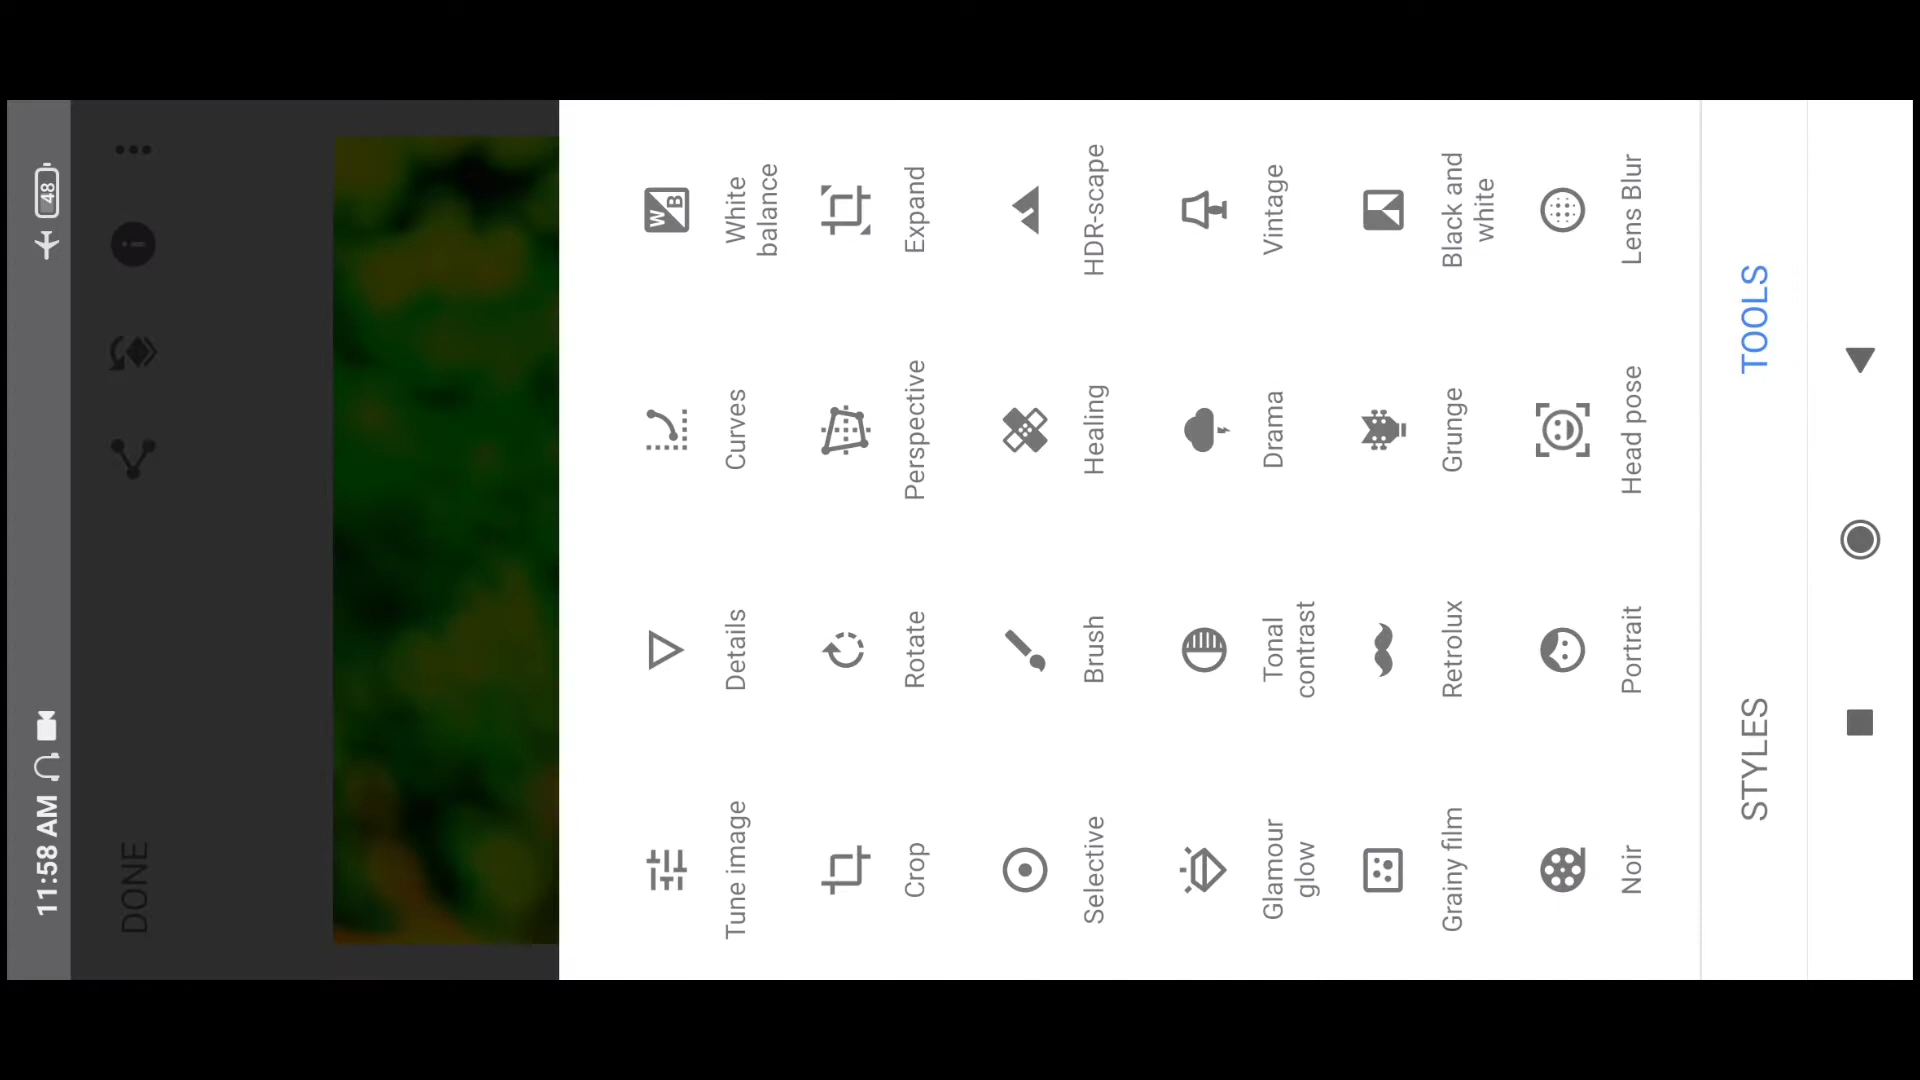 11:58 AM
48
DONE
Tune image
Details
Curves
WB
White
balance
Crop
Rotate
Perspective
Expand
Selective
Brush
Healing
HDR-scape
Glamour
glow
Tonal
contrast
Drama
Vintage
Grainy film
Retrolux
Grunge
Black and
white
Noir
Portrait
Head pose
Lens Blur
STYLES
TOOLS